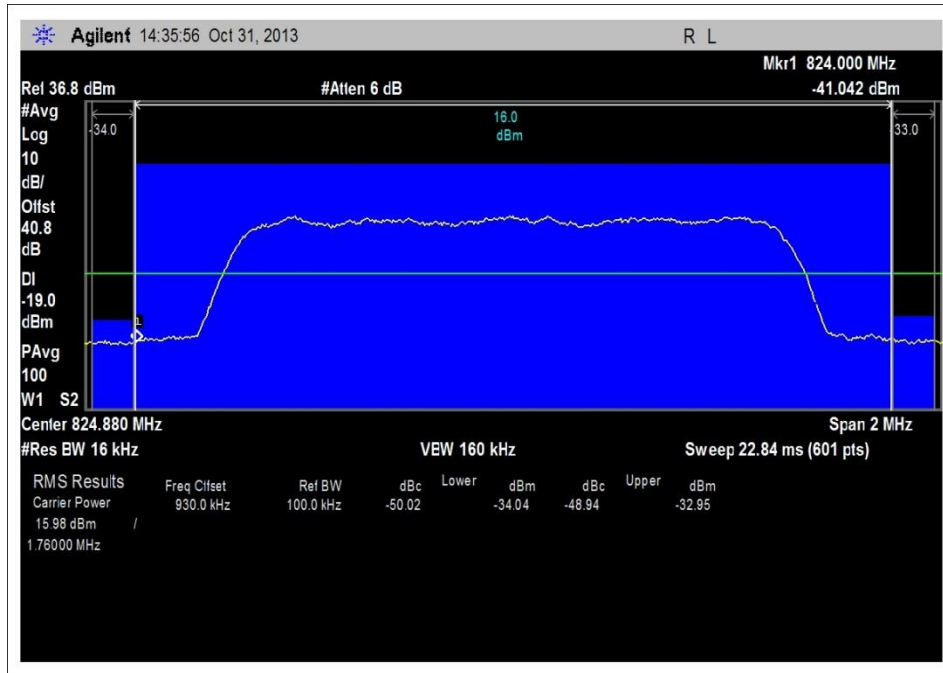 Agilent 14:35:56 Oct 31, 2013 R L
Mkr1 824.000 MHz
Ref 36.8 dBm #Atten 6 dB -41.042 dBm
#Avg
Log
10
dB/
Offst
40.8
dB
DI
-19.0
dBm
PAvg
100
W1 S2
-34.0
16.0
dBm
-33.0
1
Center 824.880 MHz Span 2 MHz
#Res BW 16 kHz VBW 160 kHz Sweep 22.84 ms (601 pts)
RMS Results Freq Offset Ref BW dBc Lower dBm dBc Upper dBm
Carrier Power 930.0 kHz 100.0 kHz -50.02 -34.04 -48.94 -32.95
15.98 dBm /
1.76000 MHz